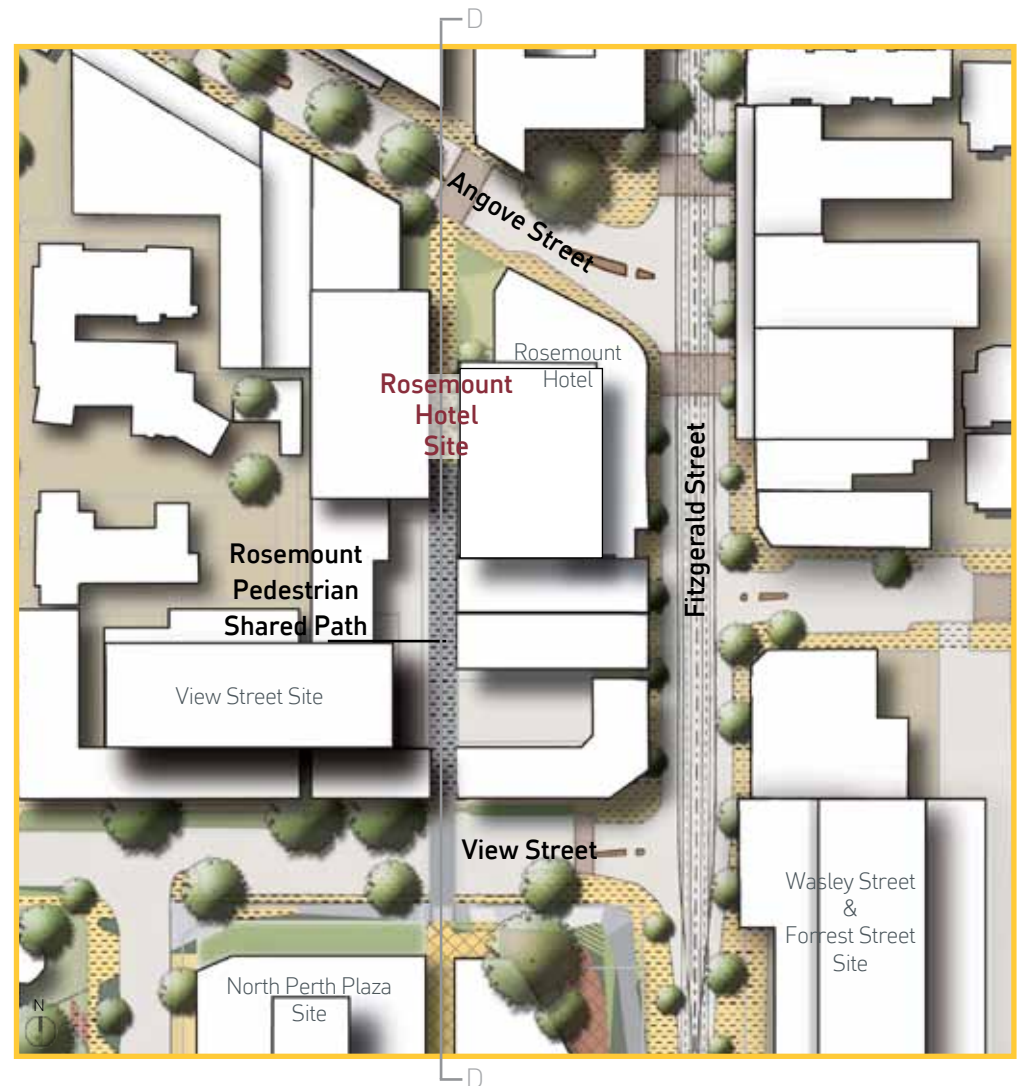 D
Angove Street
Rosemount
Hotel
Rosemount
Hotel
Site
Fitzgerald Street
Rosemount
Pedestrian
Shared Path
View Street Site
View Street
Wasley Street
&
Forrest Street
Site
North Perth Plaza
Site
N
D